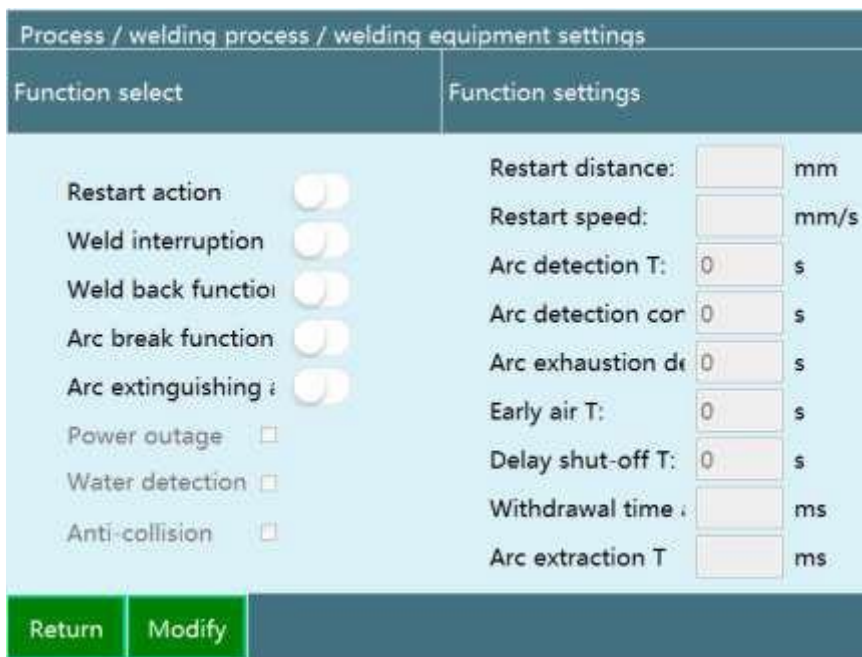 Process / welding process / welding equipment settings
Function select
Function settings
Restart action
Weld interruption
Weld back function
Arc break function
Arc extinguishing
Power outage
Water detection
Anti-collision
Restart distance: mm
Restart speed: mm/s
Arc detection T: 0 s
Arc detection con 0 s
Arc exhaustion de 0 s
Early air T: 0 s
Delay shut-off T: 0 s
Withdrawal time ms
Arc extraction T ms
Return Modify